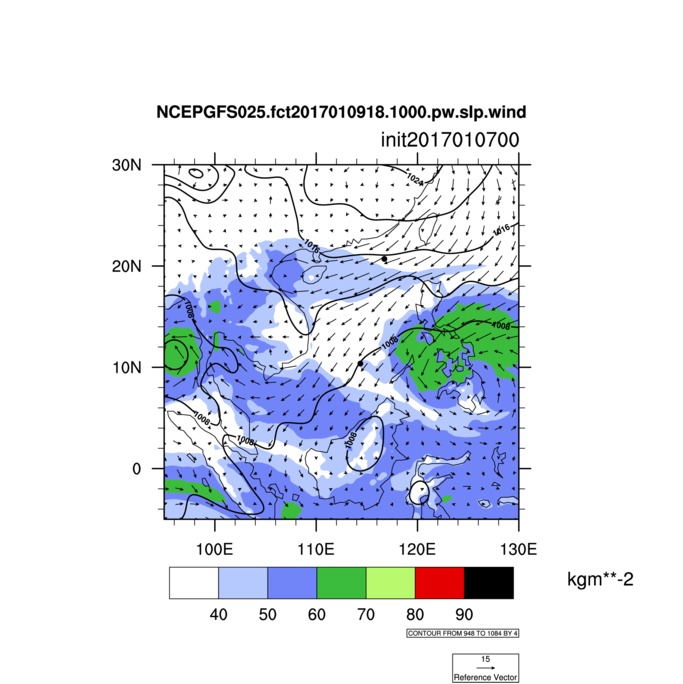 NCEPGFS025.fct2017010918.1000.pw.slp.wind
init2017010700
30N
20N
10N
0
100E 110E 120E 130E
1024
1016
1016
1008
1008
1008
1008
1008
1008
40 50 60 70 80 90
kgm**-2
CONTOUR FROM 948 TO 1084 BY 4
15
Reference Vector